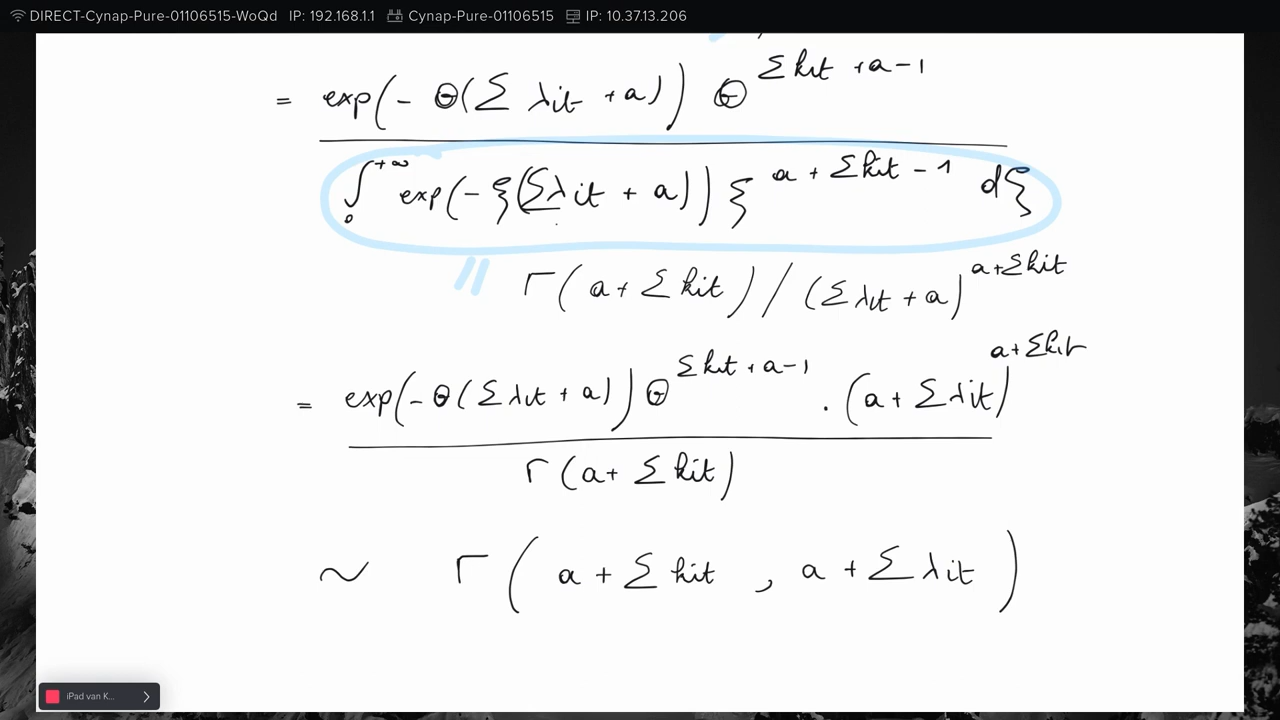 DIRECT-Cynap-Pure-01106515-WoQd IP: 192.168.1.1 Cynap-Pure-01106515 IP: 10.37.13.206
= exp(- θ(Σ λit + a)) θ^(Σ kit + a - 1)
∫₀^(+∞) exp(- ξ(Σ λit + a)) ξ^(a + Σ kit - 1) dξ
// Γ(a + Σ kit) / (Σ λit + a)^(a + Σ kit)
= exp(- θ(Σ λit + a)) θ^(Σ kit + a - 1) . (a + Σ λit)^(a + Σ kit)
Γ(a + Σ kit)
~ Γ(a + Σ kit , a + Σ λit)
iPad van K...